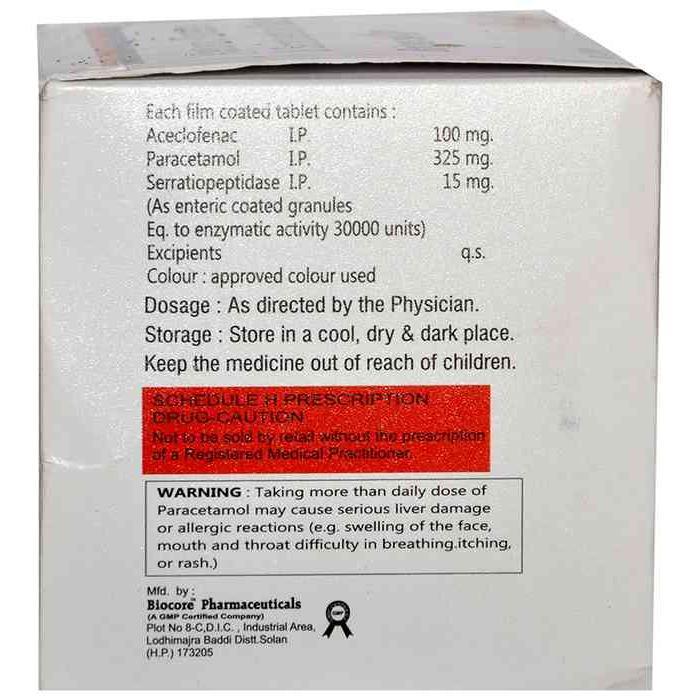 Each film coated tablet contains :
Aceclofenac I.P. 100 mg.
Paracetamol I.P. 325 mg.
Serratiopeptidase I.P. 15 mg.
(As enteric coated granules
Eq. to enzymatic activity 30000 units)
Excipients q.s.
Colour : approved colour used
Dosage : As directed by the Physician.
Storage : Store in a cool, dry & dark place.
Keep the medicine out of reach of children.
SCHEDULE H PRESCRIPTION
DRUG-CAUTION
Not to be sold by retail without the prescription
of a Registered Medical Practitioner.
WARNING : Taking more than daily dose of
Paracetamol may cause serious liver damage
or allergic reactions (e.g. swelling of the face,
mouth and throat difficulty in breathing.itching,
or rash.)
Mfd. by :
Biocore™ Pharmaceuticals
(A GMP Certified Company)
Plot No 8-C,D.I.C. , Industrial Area,
Lodhimajra Baddi Distt.Solan
(H.P.) 173205
GMP